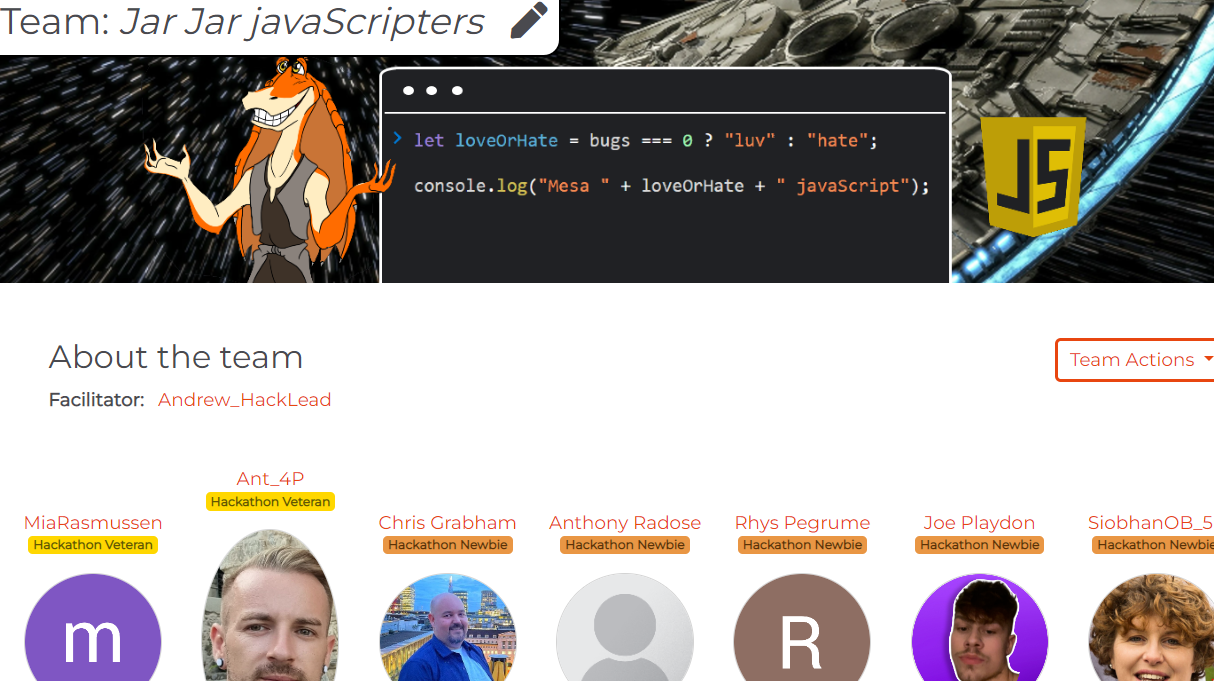 Team: Jar Jar javaScripters
let loveOrHate = bugs === 0 ? "luv" : "hate";
console.log("Mesa " + loveOrHate + " javaScript");
JS
About the team
Team Actions
Facilitator: Andrew_HackLead
Ant_4P
Hackathon Veteran
MiaRasmussen
Hackathon Veteran
Chris Grabham
Hackathon Newbie
Anthony Radose
Hackathon Newbie
Rhys Pegrume
Hackathon Newbie
Joe Playdon
Hackathon Newbie
SiobhanOB_5
Hackathon Newbie
m
R